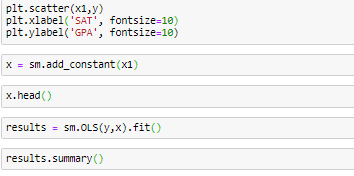 plt.scatter(x1,y)
plt.xlabel('SAT', fontsize=10)
plt.ylabel('GPA', fontsize=10)
x = sm.add_constant(x1)
x.head()
results = sm.OLS(y,x).fit()
results.summary()